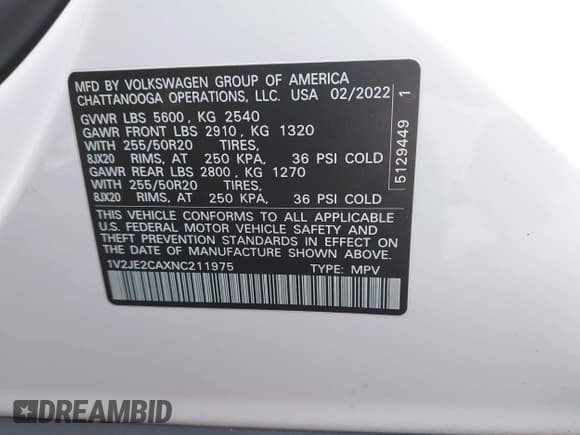 MFD BY VOLKSWAGEN GROUP OF AMERICA
CHATTANOOGA OPERATIONS, LLC. USA 02/2022
GVWR LBS 5600, KG 2540
GAWR FRONT LBS 2910, KG 1320
WITH 255/50R20 TIRES,
8JX20 RIMS, AT 250 KPA, 36 PSI COLD
GAWR REAR LBS 2800, KG 1270
WITH 255/50R20 TIRES,
8JX20 RIMS, AT 250 KPA, 36 PSI COLD
THIS VEHICLE CONFORMS TO ALL APPLICABLE
U.S. FEDERAL MOTOR VEHICLE SAFETY AND
THEFT PREVENTION STANDARDS IN EFFECT ON
THE DATE OF MANUFACTURE SHOWN ABOVE.
1V2JE2CAXNC211975 TYPE: MPV
5129449 1
DREAMBID